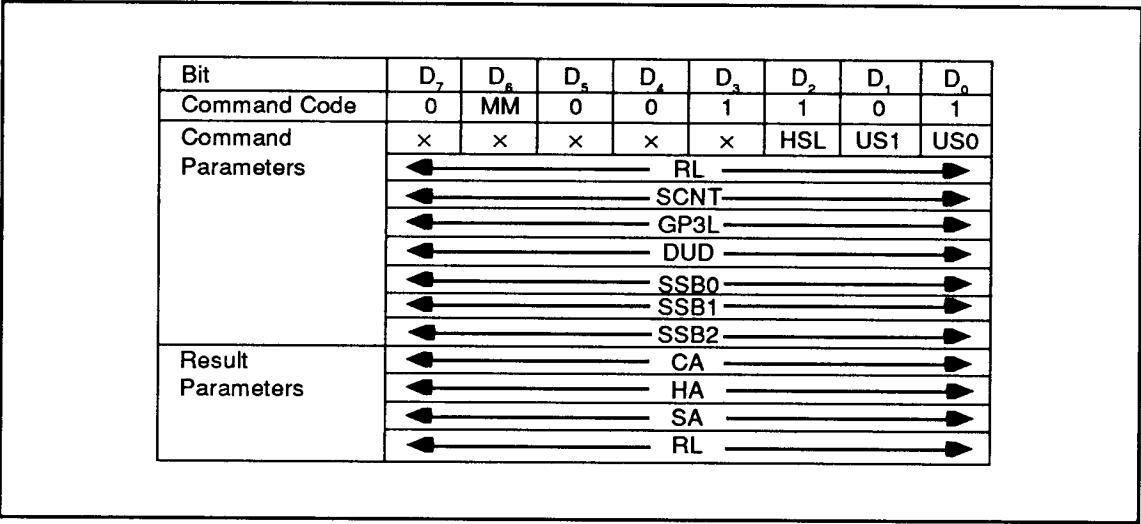 Bit D7 D6 D5 D4 D3 D2 D1 D0
Command Code 0 MM 0 0 1 1 0 1
Command × × × × × HSL US1 US0
Parameters RL
SCNT
GP3L
DUD
SSB0
SSB1
SSB2
Result CA
Parameters HA
SA
RL